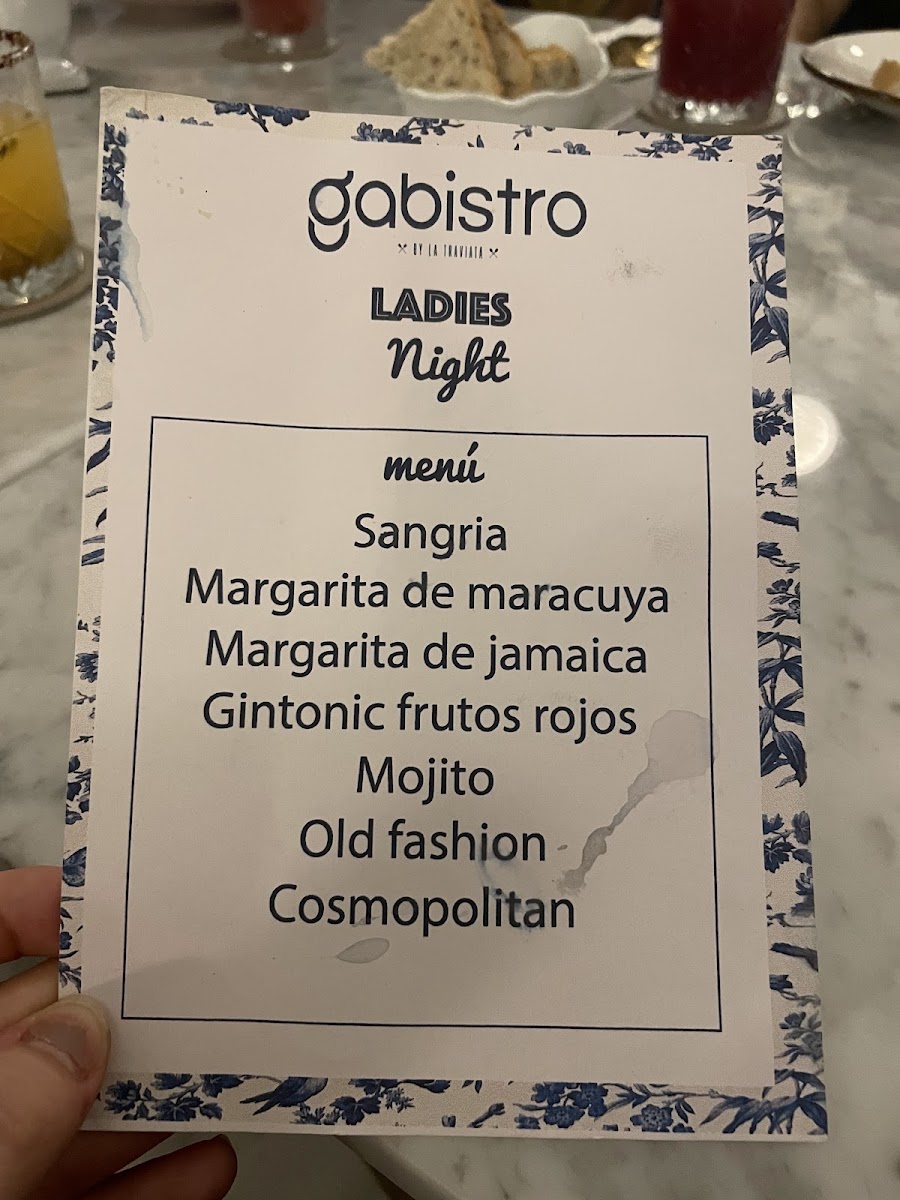 gabistro
BY LA TRAVIATA
LADIES
Night
menú
Sangria
Margarita de maracuya
Margarita de jamaica
Gintonic frutos rojos
Mojito
Old fashion
Cosmopolitan